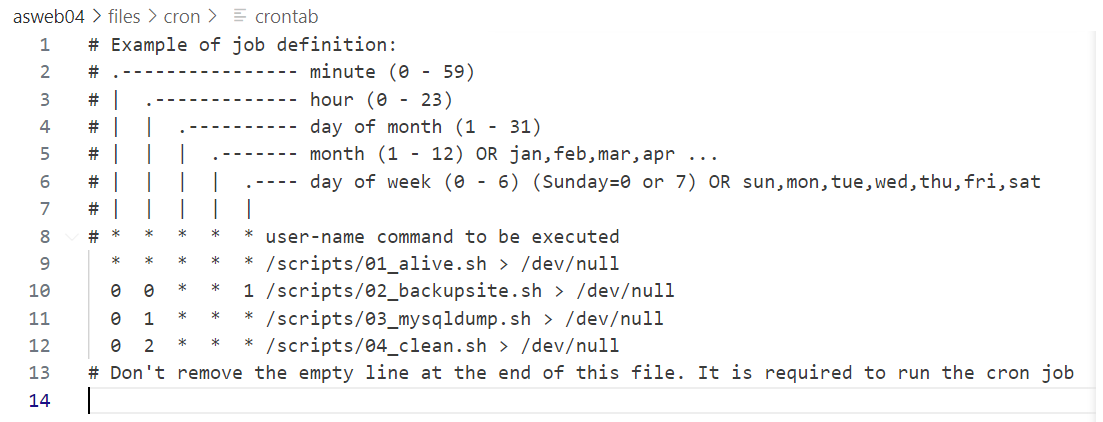 asweb04 > files > cron > crontab
1 # Example of job definition:
2 # .---------------- minute (0 - 59)
3 # |  .------------- hour (0 - 23)
4 # |  |  .---------- day of month (1 - 31)
5 # |  |  |  .------- month (1 - 12) OR jan,feb,mar,apr ...
6 # |  |  |  |  .---- day of week (0 - 6) (Sunday=0 or 7) OR sun,mon,tue,wed,thu,fri,sat
7 # |  |  |  |  |
8 # *  *  *  *  * user-name command to be executed
9   *  *  *  *  * /scripts/01_alive.sh > /dev/null
10   0  0  *  *  1 /scripts/02_backupsite.sh > /dev/null
11   0  1  *  *  * /scripts/03_mysqldump.sh > /dev/null
12   0  2  *  *  * /scripts/04_clean.sh > /dev/null
13 # Don't remove the empty line at the end of this file. It is required to run the cron job
14